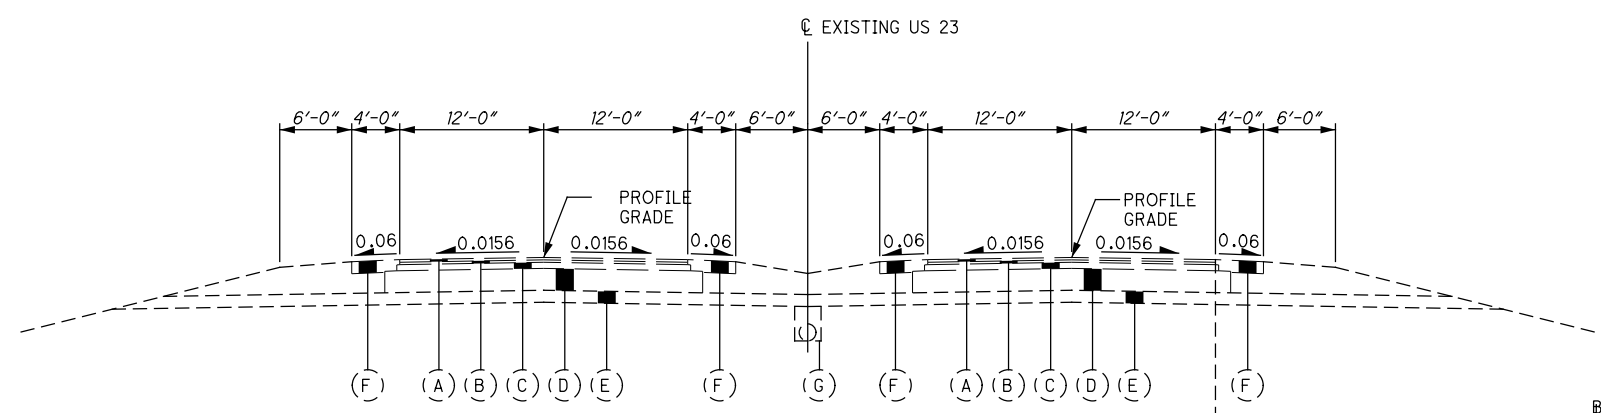 ℄ EXISTING US 23
6'-0" 4'-0" 12'-0" 12'-0" 4'-0" 6'-0" 6'-0" 4'-0" 12'-0" 12'-0" 4'-0" 6'-0"
PROFILE
GRADE
PROFILE
GRADE
0.06 0.0156 0.0156 0.06 0.06 0.0156 0.0156 0.06
F A B C D E F G F A B C D E F